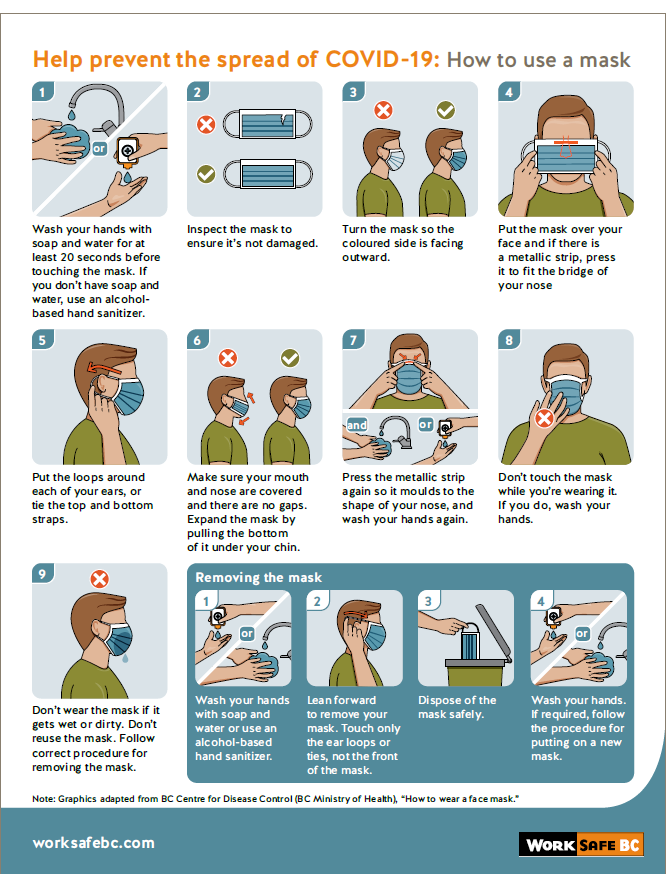 Help prevent the spread of COVID-19: How to use a mask
1
or
Wash your hands with
soap and water for at
least 20 seconds before
touching the mask. If
you don't have soap and
water, use an alcohol-
based hand sanitizer.
2
Inspect the mask to
ensure it's not damaged.
3
Turn the mask so the
coloured side is facing
outward.
4
Put the mask over your
face and if there is
a metallic strip, press
it to fit the bridge of
your nose
5
Put the loops around
each of your ears, or
tie the top and bottom
straps.
6
Make sure your mouth
and nose are covered
and there are no gaps.
Expand the mask by
pulling the bottom
of it under your chin.
7
and
or
Press the metallic strip
again so it moulds to the
shape of your nose, and
wash your hands again.
8
Don't touch the mask
while you're wearing it.
If you do, wash your
hands.
9
Don't wear the mask if it
gets wet or dirty. Don't
reuse the mask. Follow
correct procedure for
removing the mask.
Removing the mask
1
or
Wash your hands
with soap and
water or use an
alcohol-based
hand sanitizer.
2
Lean forward
to remove your
mask. Touch only
the ear loops or
ties, not the front
of the mask.
3
Dispose of the
mask safely.
4
or
Wash your hands.
If required, follow
the procedure for
putting on a new
mask.
Note: Graphics adapted from BC Centre for Disease Control (BC Ministry of Health), "How to wear a face mask."
worksafebc.com
WORK SAFE BC